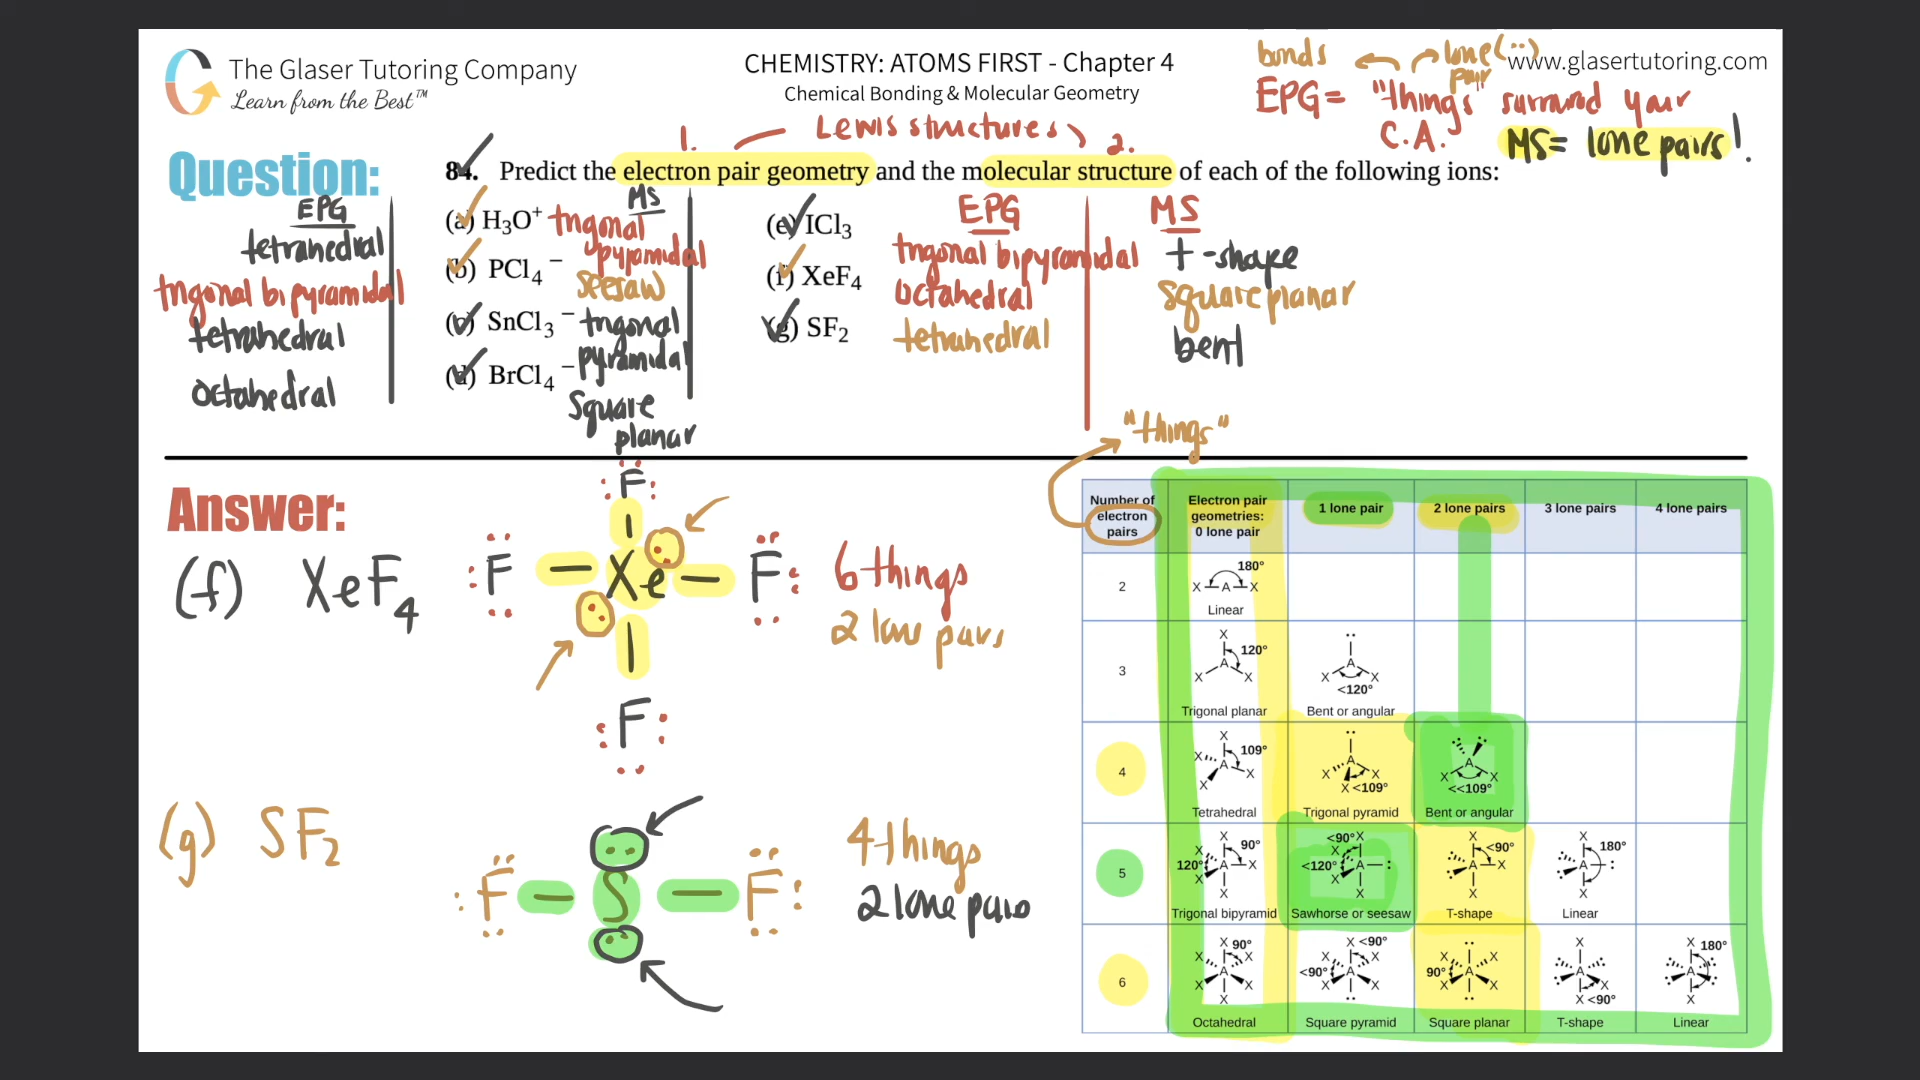 The Glaser Tutoring Company
Learn from the Best™
CHEMISTRY: ATOMS FIRST - Chapter 4
Chemical Bonding & Molecular Geometry
www.glasertutoring.com
bonds
lone (··)
pair
EPG = "things" surround your
C.A.
MS = lone pairs!
1.
Lewis structures
2.
Question:
84. Predict the electron pair geometry and the molecular structure of each of the following ions:
EPG
MS
tetrahedral
(a) H3O+
trigonal
pyramidal
trigonal bipyramidal
(b) PCl4 −
seesaw
tetrahedral
(c) SnCl3 −
trigonal
pyramidal
octahedral
(d) BrCl4 −
square
planar
EPG
MS
(e) ICl3
trigonal bipyramidal
t-shape
(f) XeF4
octahedral
square planar
(g) SF2
tetrahedral
bent
"things"
Answer:
(f) XeF4
F
F
Xe
F
F
6 things
2 lone pairs
(g) SF2
F
S
F
4 things
2 lone pairs
Number of
electron
pairs
Electron pair
geometries:
0 lone pair
1 lone pair
2 lone pairs
3 lone pairs
4 lone pairs
2
180°
X A X
Linear
3
X
120°
A
X X
Trigonal planar
A
X X
<120°
Bent or angular
4
X
109°
X A
X
X
Tetrahedral
A
X X
X <109°
Trigonal pyramid
A
X X
<<109°
Bent or angular
5
X
90°
X
120° A X
X
X
Trigonal bipyramid
<90° X
X
<120° A :
X
X
Sawhorse or seesaw
X
<90°
A X
X
T-shape
X
180°
A :
X
Linear
6
X 90°
X X
A
X X
X
Octahedral
X <90°
X X
<90° A
X X
Square pyramid
X X
90° A
X X
Square planar
X
A
X
X <90°
T-shape
X 180°
A
X
Linear